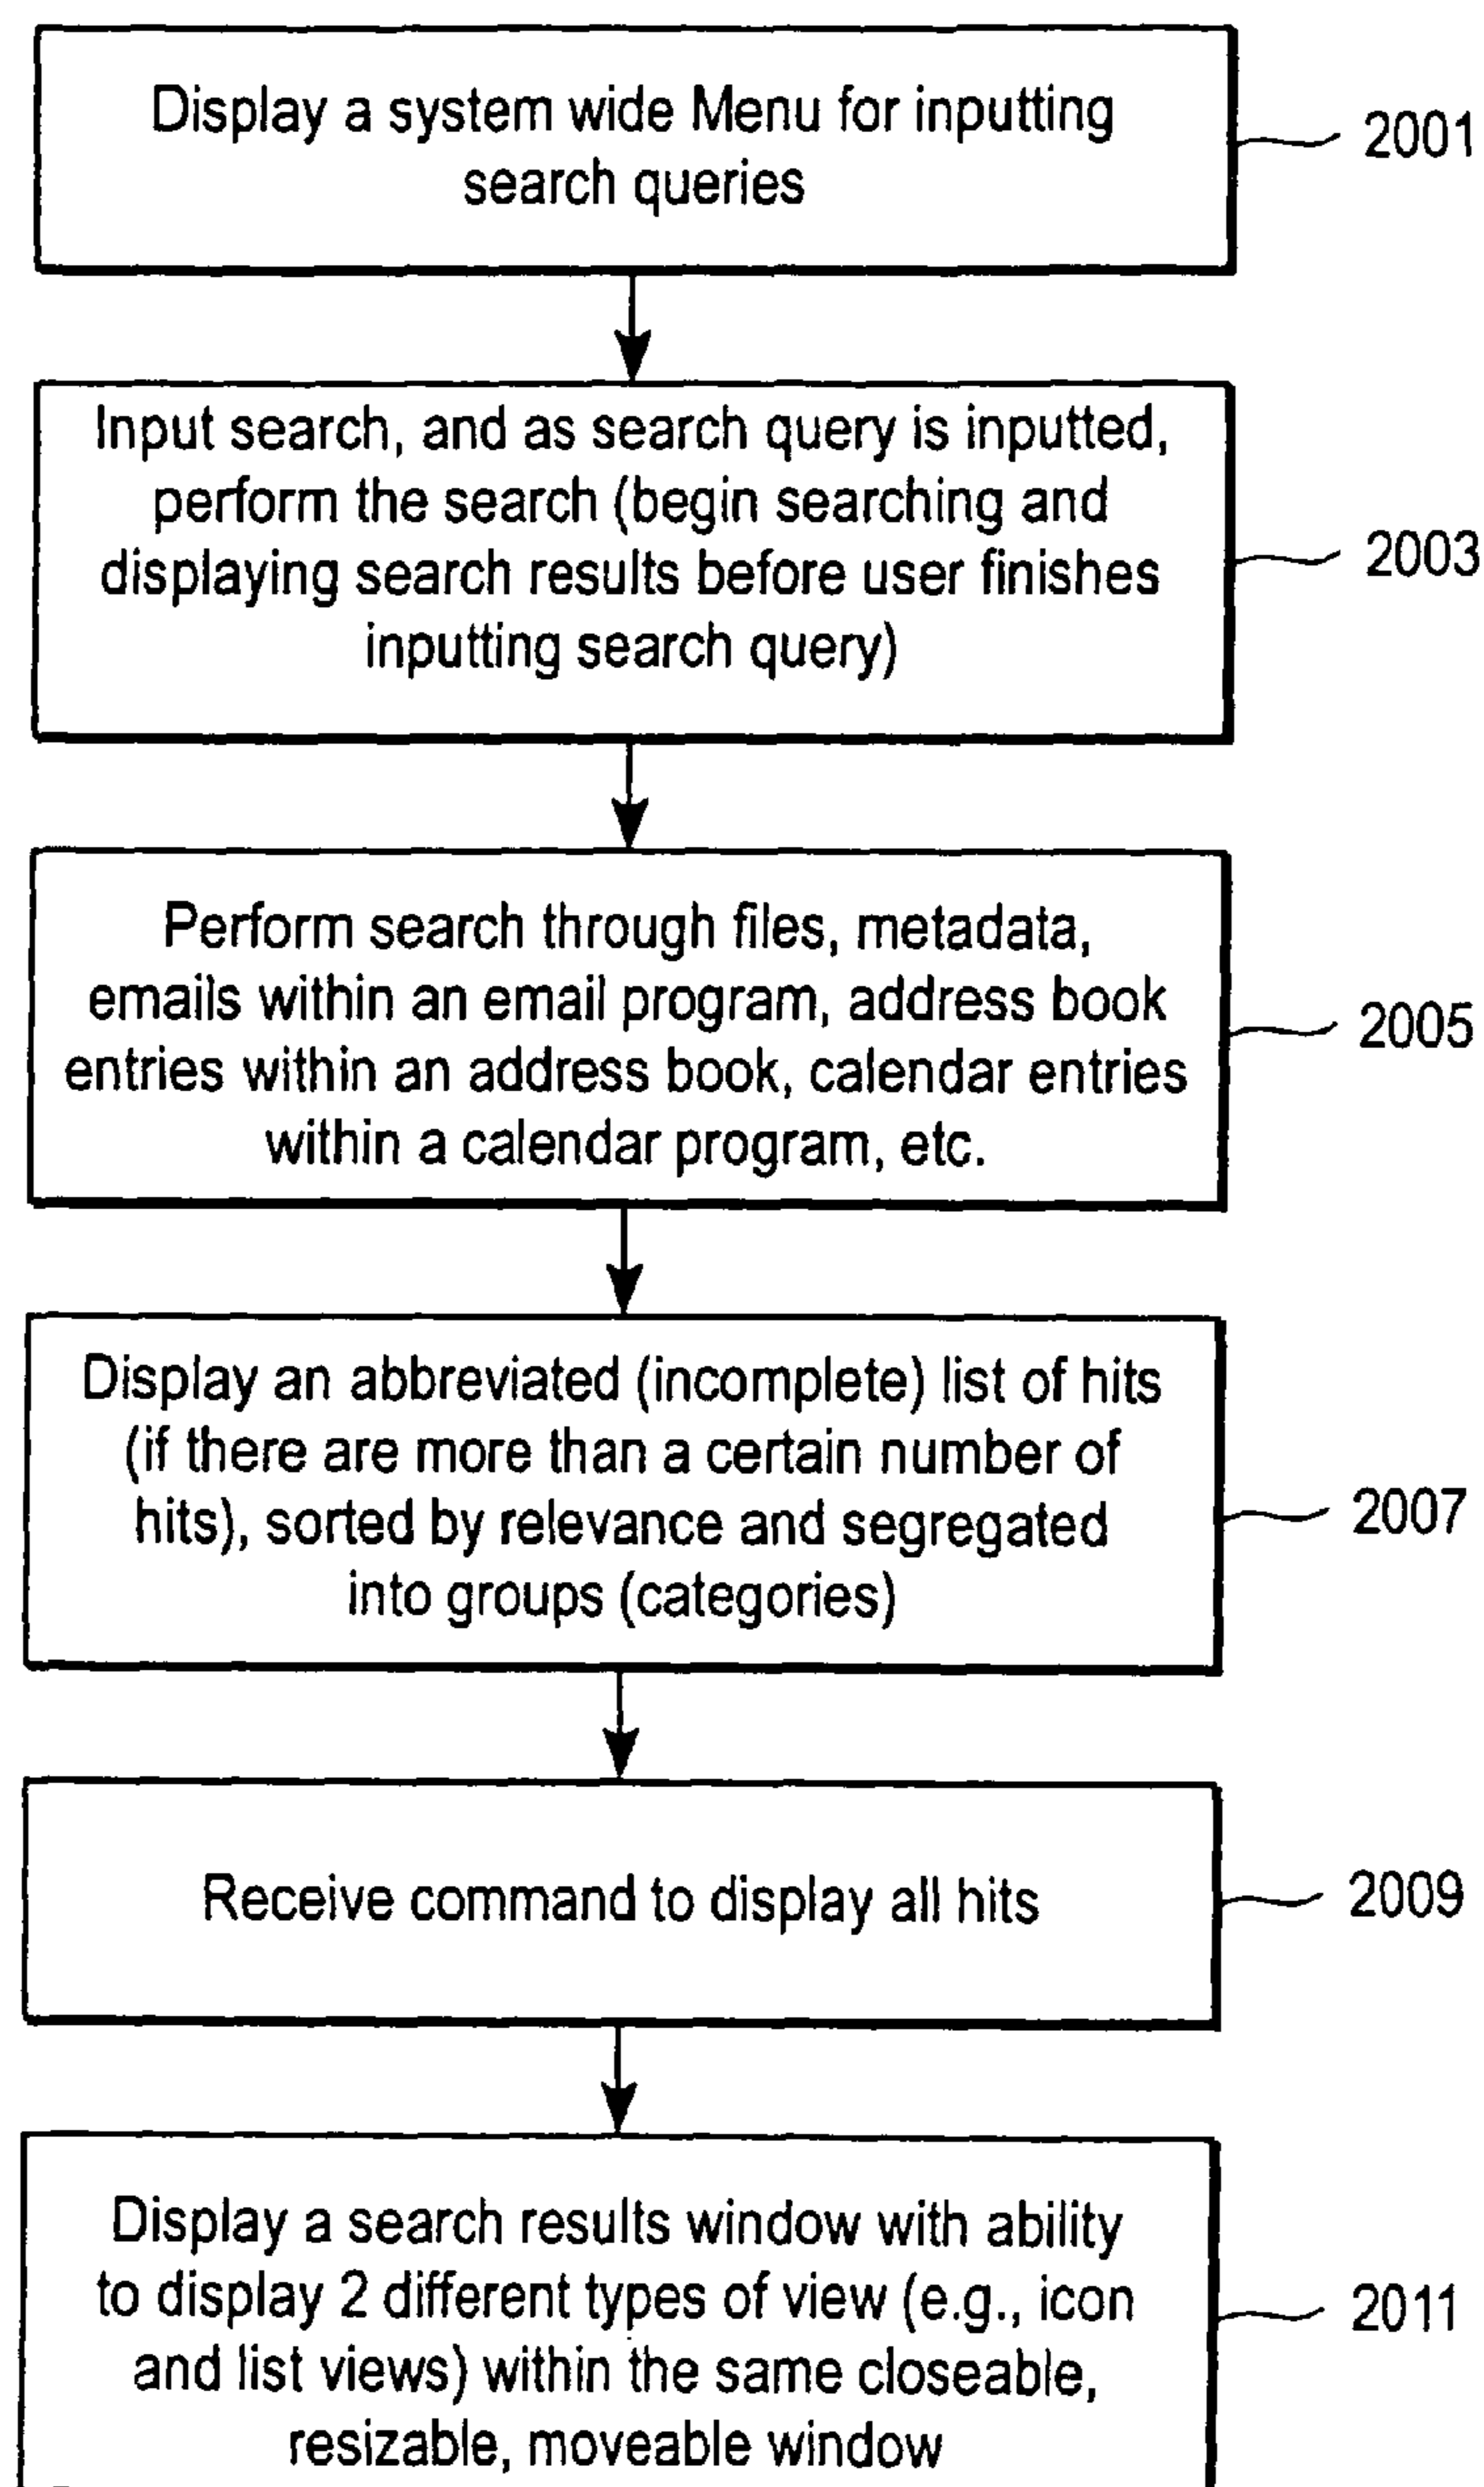 Display a system wide Menu for inputting
search queries
2001
Input search, and as search query is inputted,
perform the search (begin searching and
displaying search results before user finishes
inputting search query)
2003
Perform search through files, metadata,
emails within an email program, address book
entries within an address book, calendar entries
within a calendar program, etc.
2005
Display an abbreviated (incomplete) list of hits
(if there are more than a certain number of
hits), sorted by relevance and segregated
into groups (categories)
2007
Receive command to display all hits
2009
Display a search results window with ability
to display 2 different types of view (e.g., icon
and list views) within the same closeable,
resizable, moveable window
2011